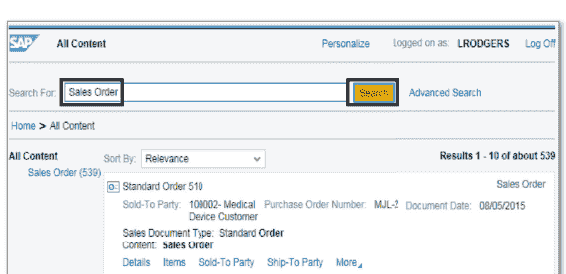 SAP All Content Personalize Logged on as: LRODGERS Log Off
Search For: Sales Order Search Advanced Search
Home > All Content
All Content Sort By: Relevance Results 1 - 10 of about 539
Sales Order (539)
Standard Order 510 Sales Order
Sold-To Party: 100002- Medical Purchase Order Number: Document Date: 08/05/2015
Device Customer
Sales Document Type: Standard Order
Content: Sales Order
Details Items Sold-To Party Ship-To Party More